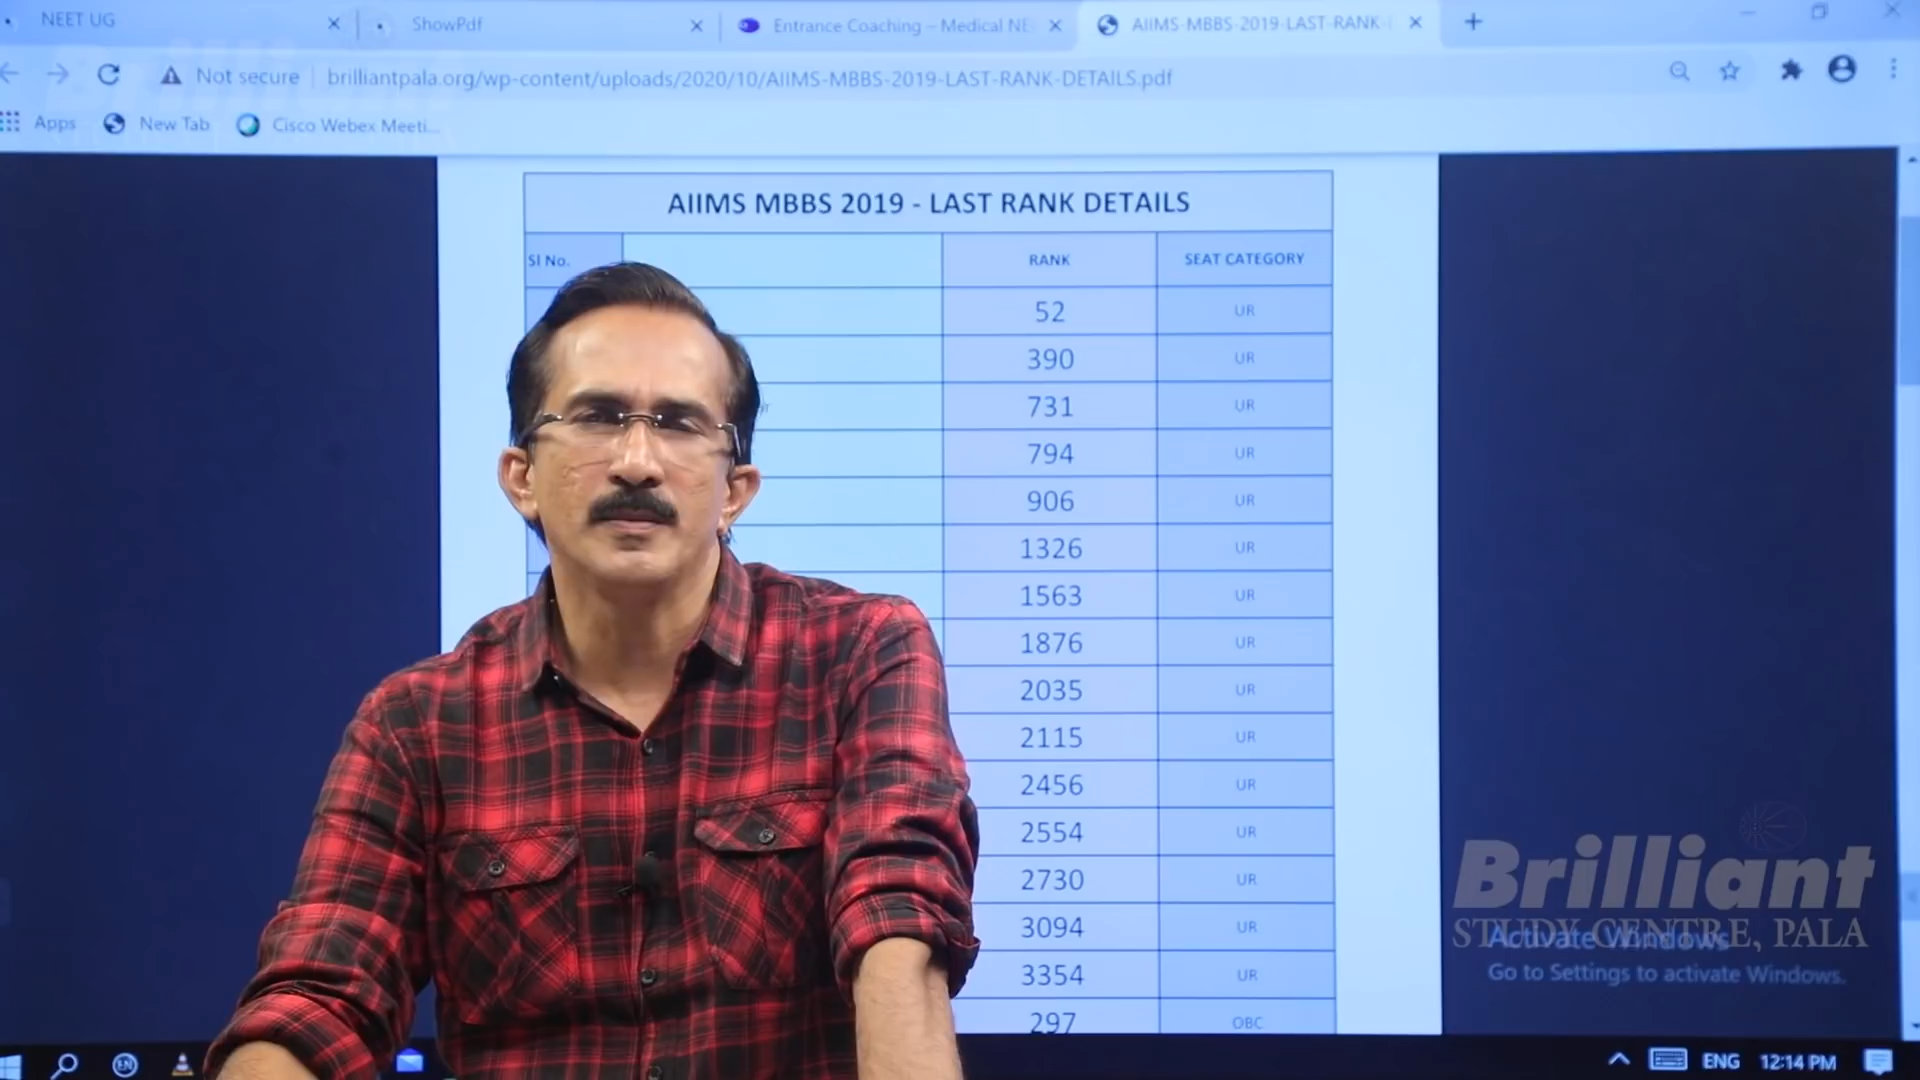 NEET UG
ShowPdf
Entrance Coaching – Medical NE
AIIMS-MBBS-2019-LAST-RANK-
Not secure
brilliantpala.org/wp-content/uploads/2020/10/AIIMS-MBBS-2019-LAST-RANK-DETAILS.pdf
Apps
New Tab
Cisco Webex Meeti...
AIIMS MBBS 2019 - LAST RANK DETAILS
Sl No. RANK SEAT CATEGORY
52 UR
390 UR
731 UR
794 UR
906 UR
1326 UR
1563 UR
1876 UR
2035 UR
2115 UR
2456 UR
2554 UR
2730 UR
3094 UR
3354 UR
297 OBC
Brilliant
STUDY CENTRE, PALA
Activate Windows
Go to Settings to activate Windows.
EN
ENG
12:14 PM